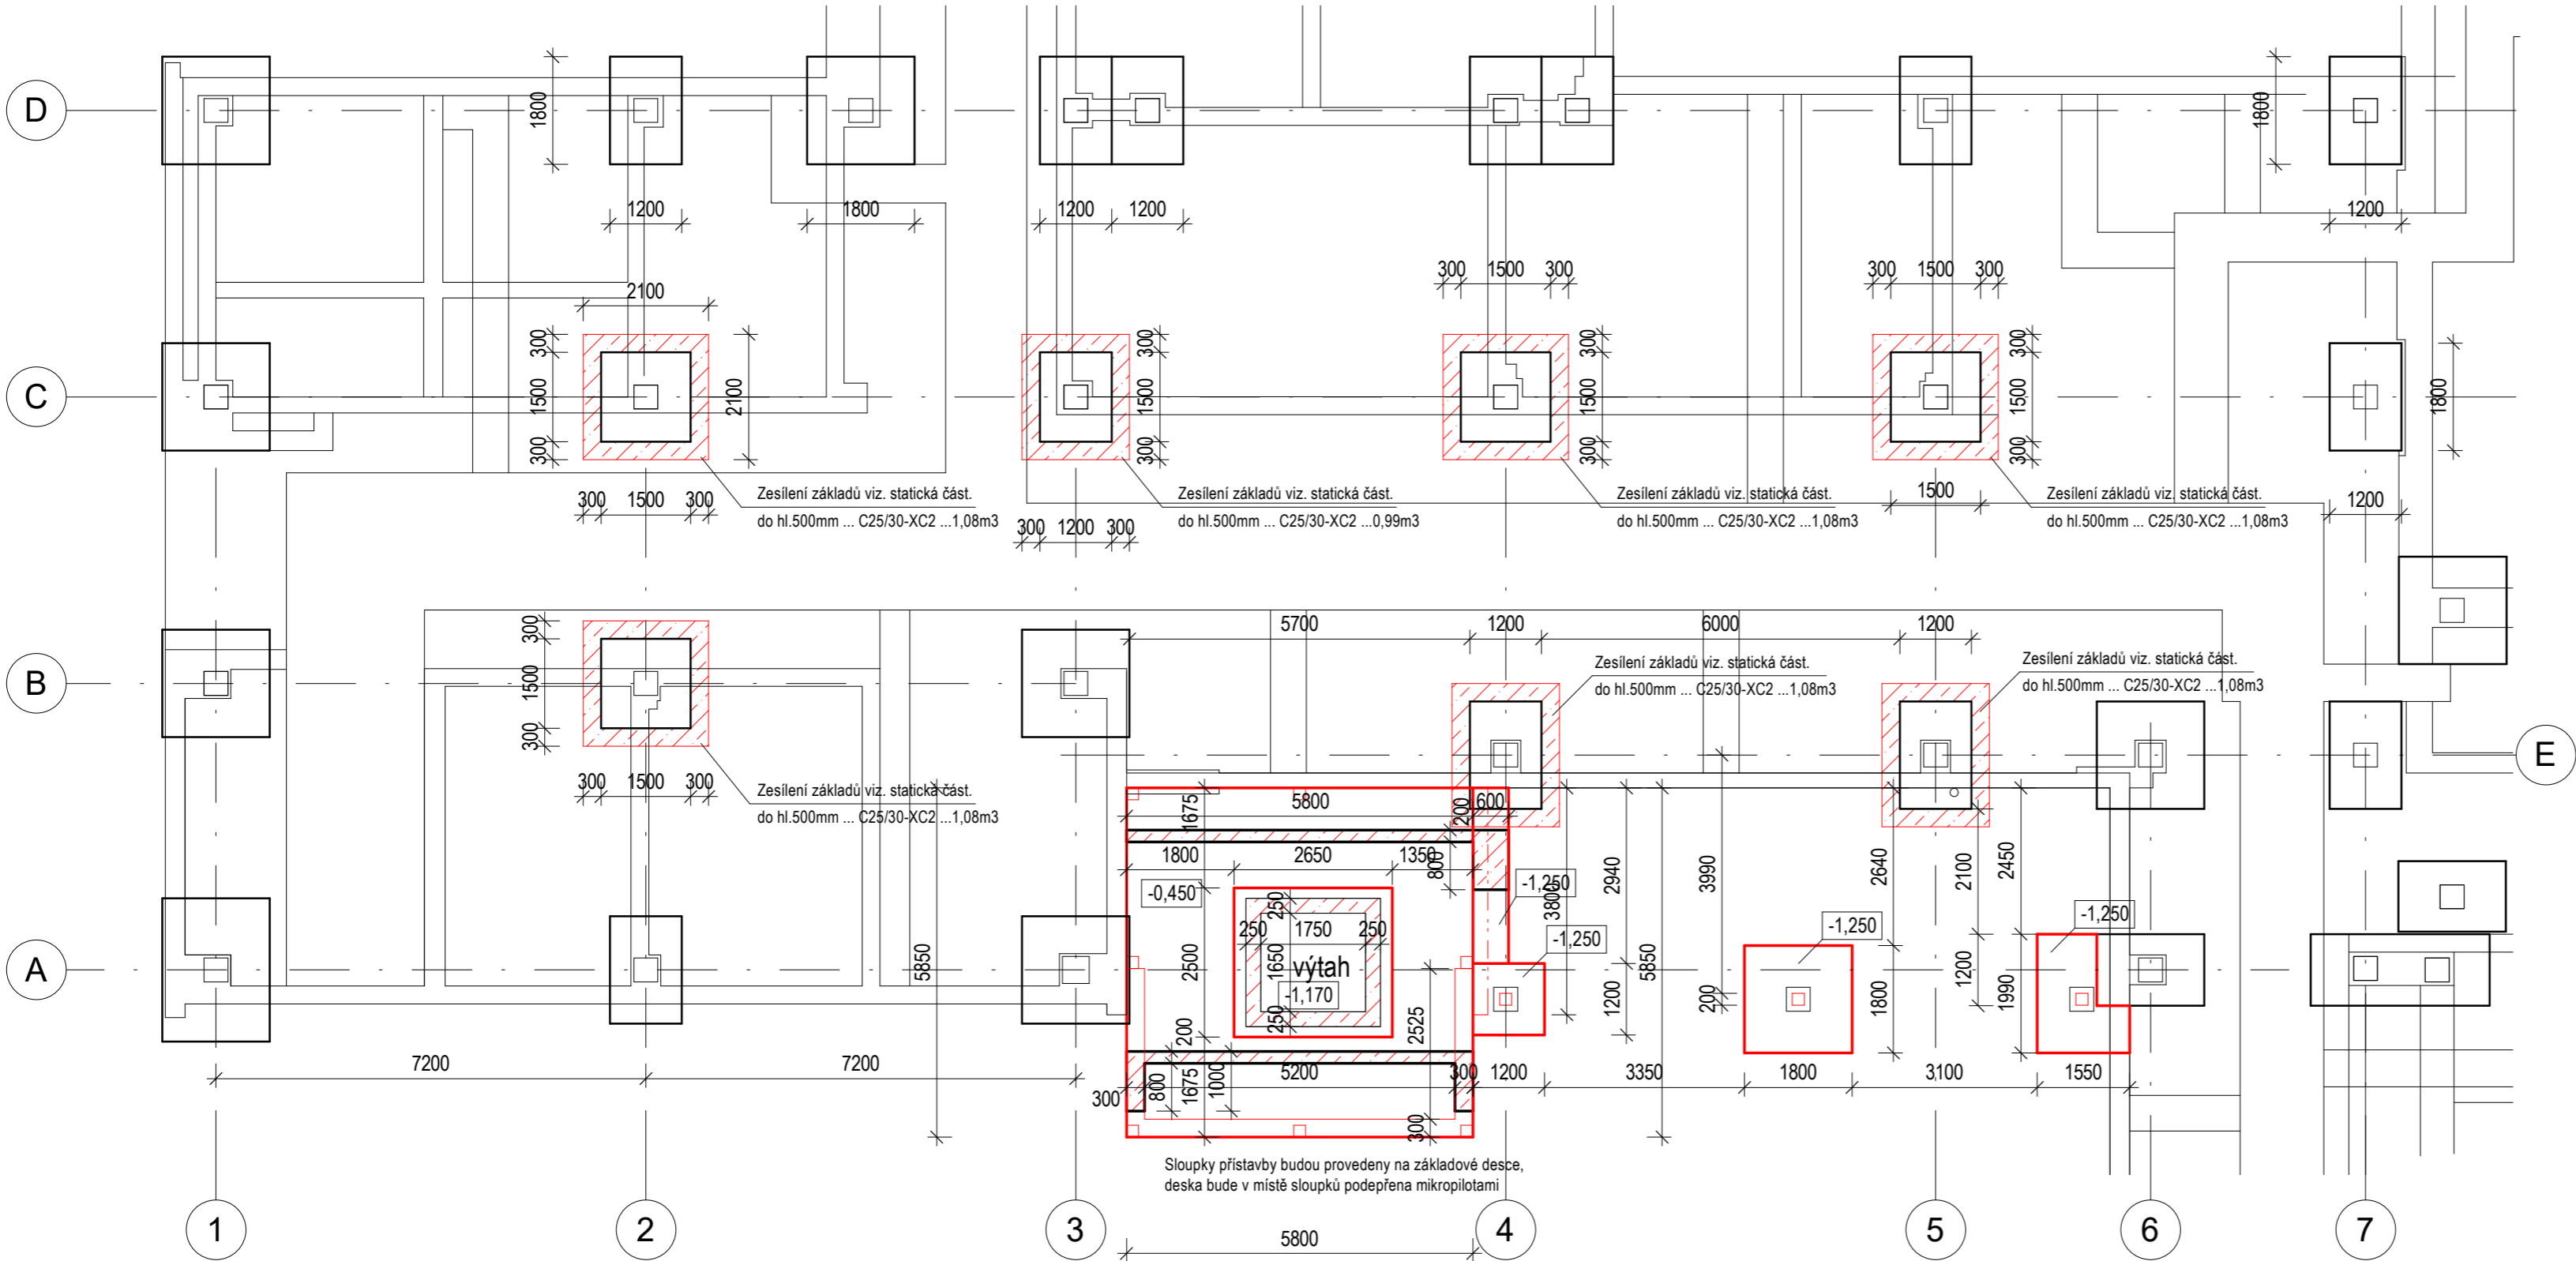 D
1800
1800
1200
1800
1200
1200
1200
300 1500 300
300 1500 300
2100
C
300
1500
300
2100
300
1500
300
300
1500
300
300
1500
300
1800
300 1500 300
Zesílení základů viz. statická část.
do hl.500mm ... C25/30-XC2 ...1,08m3
300 1200 300
Zesílení základů viz. statická část.
do hl.500mm ... C25/30-XC2 ...0,99m3
Zesílení základů viz. statická část.
do hl.500mm ... C25/30-XC2 ...1,08m3
1500
Zesílení základů viz. statická část.
do hl.500mm ... C25/30-XC2 ...1,08m3
1200
5700 1200 6000 1200
B
300
1500
300
Zesílení základů viz. statická část.
do hl.500mm ... C25/30-XC2 ...1,08m3
Zesílení základů viz. statická část.
do hl.500mm ... C25/30-XC2 ...1,08m3
E
300 1500 300
Zesílení základů viz. statická část.
do hl.500mm ... C25/30-XC2 ...1,08m3
5800
600
1675
200
1800 2650 1350
800
-0,450
-1,250
-1,250
-1,250
-1,250
3800
2940
3990
2640
2100
2450
250
250 1750 250
1650
výtah
-1,170
250
A
5850
2500
200
2525
1200
5850
200
1800
1200
1990
7200
7200
5200
300 1200 3350 1800 3100 1550
300
800
1675
1000
300
Sloupky přístavby budou provedeny na základové desce,
deska bude v místě sloupků podepřena mikropilotami
1
2
3
5800
4
5
6
7